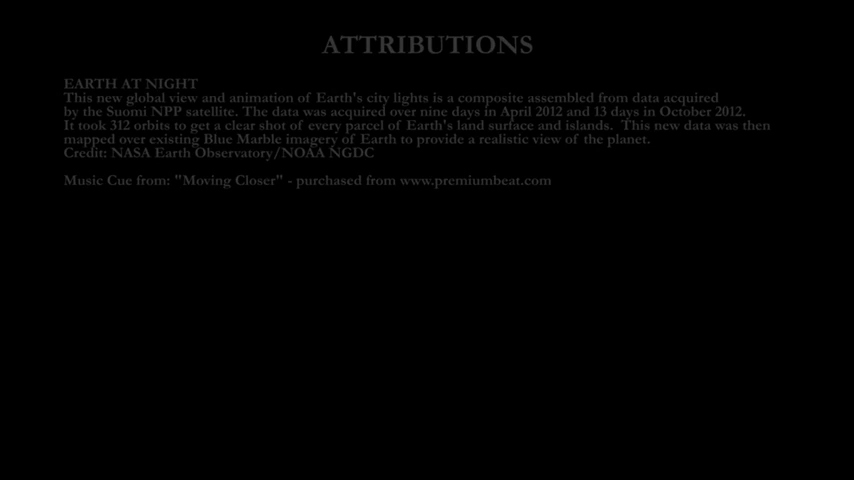 ATTRIBUTIONS
EARTH AT NIGHT
This new global view and animation of Earth's city lights is a composite assembled from data acquired
by the Suomi NPP satellite. The data was acquired over nine days in April 2012 and 13 days in October 2012.
It took 312 orbits to get a clear shot of every parcel of Earth's land surface and islands. This new data was then
mapped over existing Blue Marble imagery of Earth to provide a realistic view of the planet.
Credit: NASA Earth Observatory/NOAA NGDC
Music Cue from: "Moving Closer" - purchased from www.premiumbeat.com